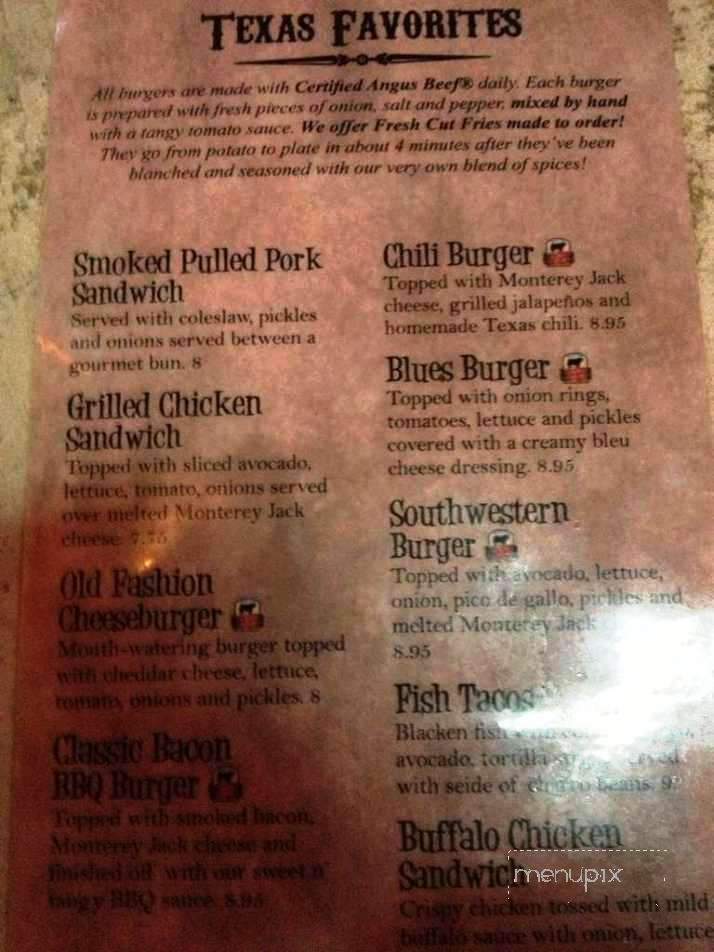 TEXAS FAVORITES
All burgers are made with Certified Angus Beef® daily. Each burger
is prepared with fresh pieces of onion, salt and pepper, mixed by hand
with a tangy tomato sauce. We offer Fresh Cut Fries made to order!
They go from potato to plate in about 4 minutes after they've been
blanched and seasoned with our very own blend of spices!
Smoked Pulled Pork
Sandwich
Served with coleslaw, pickles
and onions served between a
gourmet bun. 8
Grilled Chicken
Sandwich
Topped with sliced avocado,
lettuce, tomato, onions served
over melted Monterey Jack
cheese. 7.75
Old Fashion
Cheeseburger
Mouth-watering burger topped
with cheddar cheese, lettuce,
tomato, onions and pickles. 8
Classic Bacon
BBQ Burger
Topped with smoked bacon,
Monterey Jack cheese and
finished off with our sweet n'
tangy BBQ sauce. 8.95
Chili Burger
Topped with Monterey Jack
cheese, grilled jalapeños and
homemade Texas chili. 8.95
Blues Burger
Topped with onion rings,
tomatoes, lettuce and pickles
covered with a creamy bleu
cheese dressing. 8.95
Southwestern
Burger
Topped with avocado, lettuce,
onion, pico de gallo, pickles and
melted Monterey Jack
8.95
Fish Tacos
Blacken fish
avocado, tortilla served
with seide of charro beans. 9
Buffalo Chicken
Sandwich
Crispy chicken tossed with mild
buffalo sauce with onion, lettuce
menupix